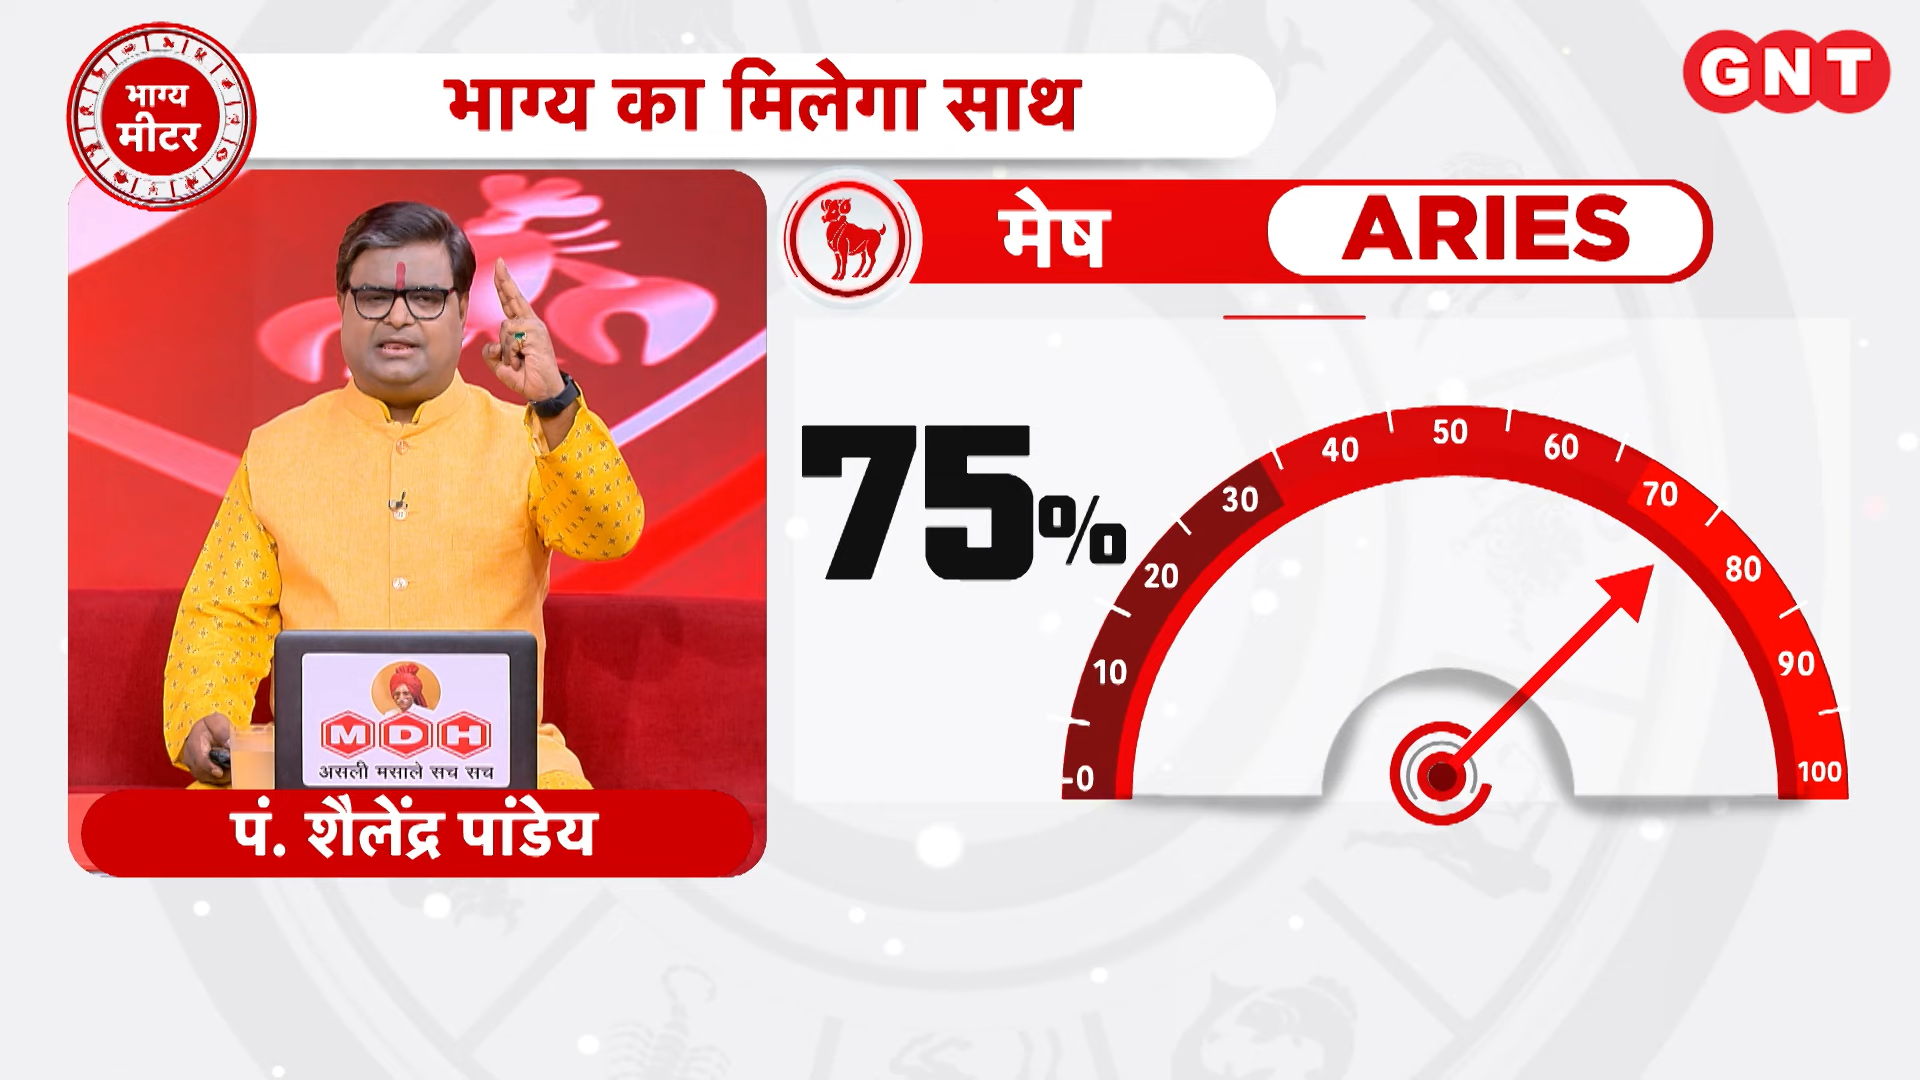 भाग्य
मीटर
भाग्य का मिलेगा साथ
GNT
मेष
ARIES
75%
0
10
20
30
40
50
60
70
80
90
100
MDH
असली मसाले सच सच
पं. शैलेंद्र पांडेय